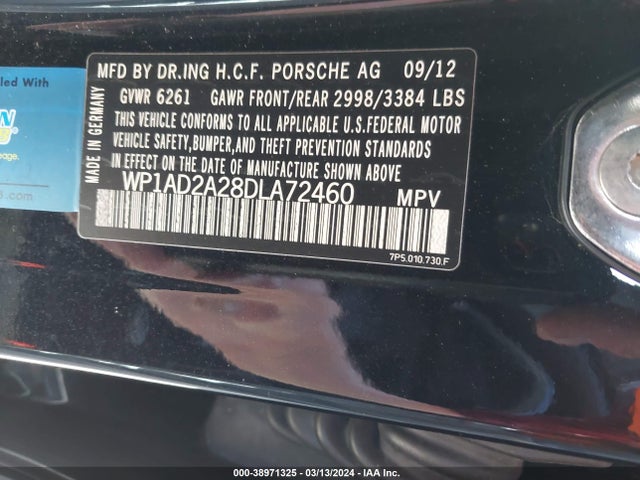 MFD BY DR.ING H.C.F. PORSCHE AG 09/12
GVWR 6261 GAWR FRONT/REAR 2998/3384 LBS
THIS VEHICLE CONFORMS TO ALL APPLICABLE U.S.FEDERAL MOTOR
VEHICLE SAFETY,BUMPER,AND THEFT PREVENTION STANDARDS
IN EFFECT ON THE DATE OF MANUFACTURE SHOWN ABOVE
WP1AD2A28DLA72460 MPV
MADE IN GERMANY
7P5.010.730.F
led With
eage.
000-38971325 | 03/13/2024 | IAA Inc.